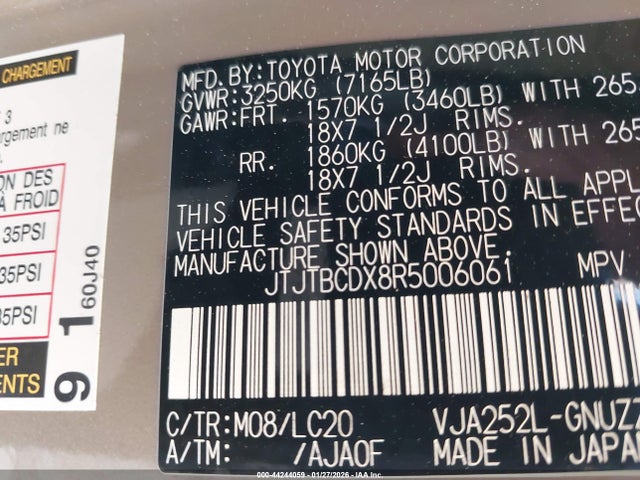 CHARGEMENT
3
argement ne
ION DES
À FROID
35PSI
35PSI
35PSI
ER
ENTS
9 1 60J40
MFD. BY: TOYOTA MOTOR CORPORATION
GVWR: 3250KG (7165LB)
GAWR: FRT. 1570KG (3460LB) WITH 265
18X7 1/2J RIMS.
RR. 1860KG (4100LB) WITH 265
18X7 1/2J RIMS.
THIS VEHICLE CONFORMS TO ALL APPL
VEHICLE SAFETY STANDARDS IN EFFEC
MANUFACTURE SHOWN ABOVE.
JTJTBCDX8R5006061 MPV
C/TR: M08/LC20 VJA252L-GNUZZ
A/TM: /AJA0F MADE IN JAPAN
000-44244059 - 01/27/2026 - IAA Inc.